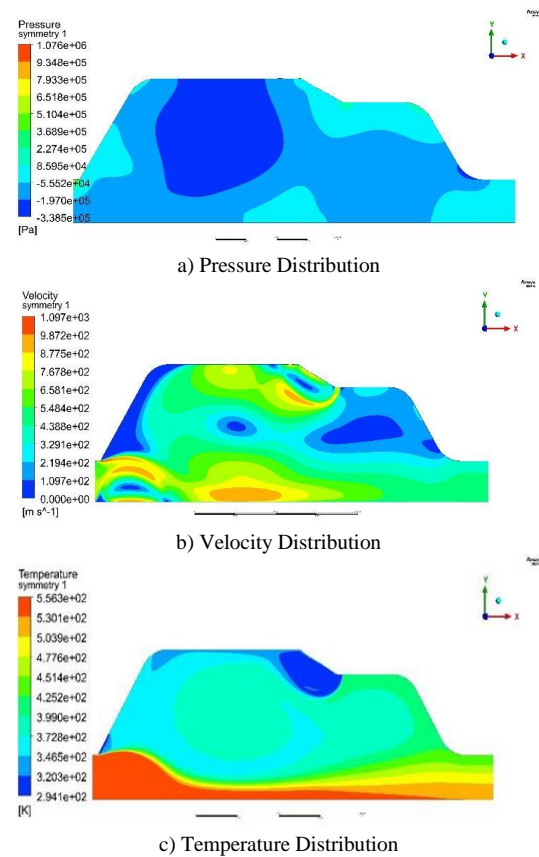 Pressure
symmetry 1
1.076e+06
9.348e+05
7.933e+05
6.518e+05
5.104e+05
3.689e+05
2.274e+05
8.595e+04
-5.552e+04
-1.970e+05
-3.385e+05
[Pa]
Ansys
Y
X
a) Pressure Distribution
Velocity
symmetry 1
1.097e+03
9.872e+02
8.775e+02
7.681e+02
6.581e+02
5.484e+02
4.388e+02
3.291e+02
2.194e+02
1.097e+02
0.000e+00
[m s^-1]
Ansys
Y
X
b) Velocity Distribution
Temperature
symmetry 1
5.563e+02
5.301e+02
5.039e+02
4.776e+02
4.514e+02
4.252e+02
3.990e+02
3.728e+02
3.465e+02
3.203e+02
2.941e+02
[K]
Ansys
Y
X
c) Temperature Distribution